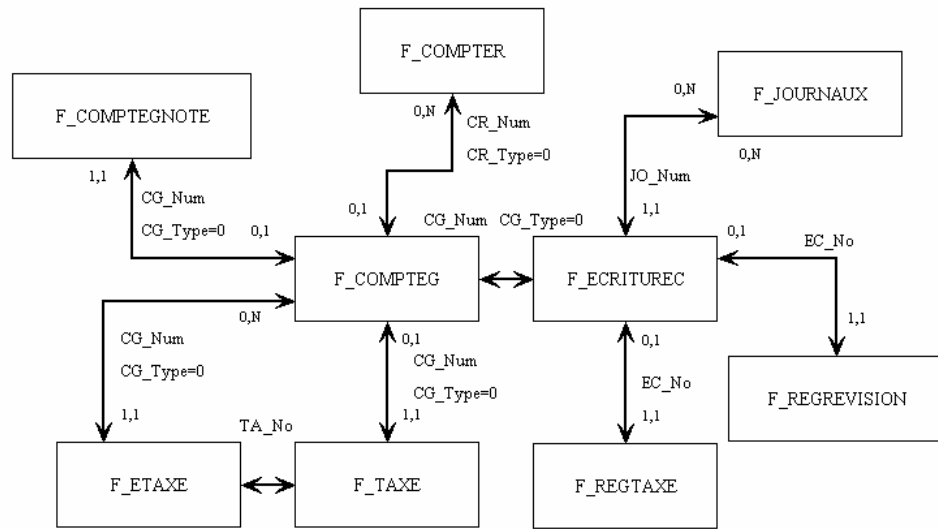 F_COMPTER
F_JOURNAUX
F_COMPTEGNOTE
0,N
CR_Num
CR_Type=0
0,N
0,N
1,1
CG_Num
CG_Type=0
0,1
0,1
JO_Num
1,1
CG_Num CG_Type=0
0,1
EC_No
F_COMPTEG
F_ECRITUREC
0,N
0,1
0,1
1,1
CG_Num
CG_Type=0
CG_Num
CG_Type=0
EC_No
F_REGREVISION
1,1
TA_No
1,1
1,1
F_ETAXE
F_TAXE
F_REGTAXE